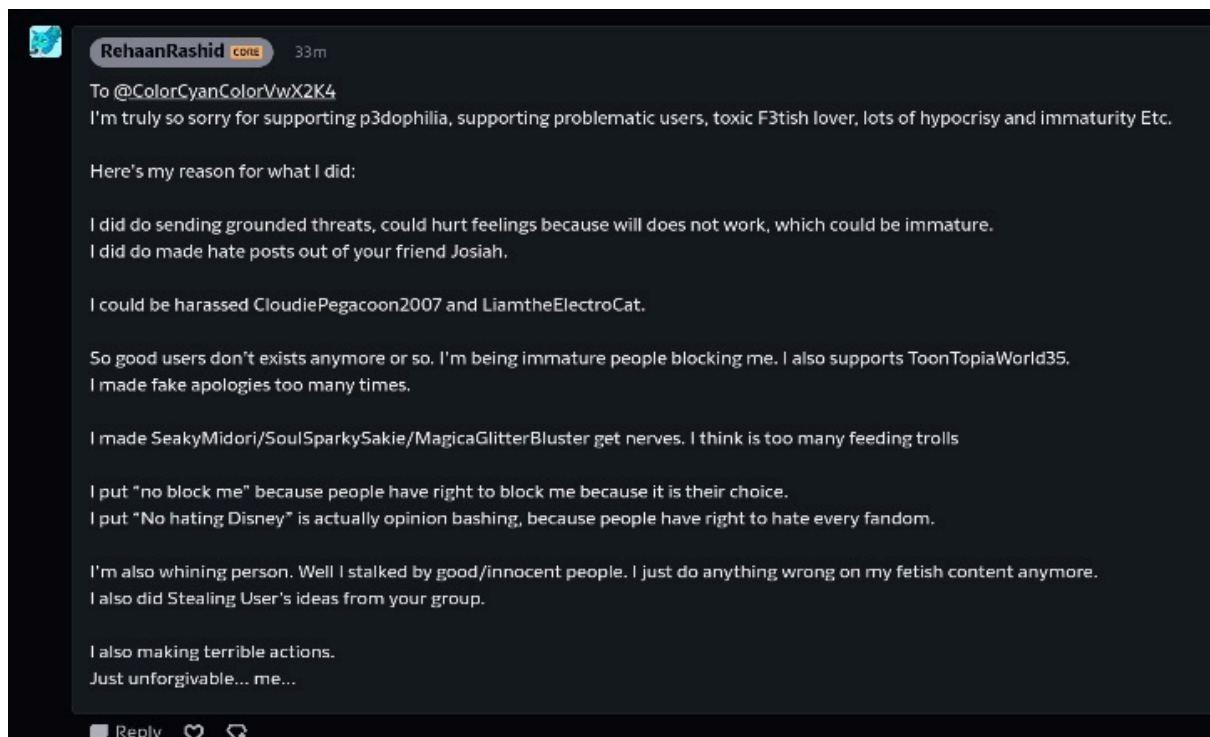 RehaanRashid CORE 33m
To @ColorCyanColorVwX2K4
I'm truly so sorry for supporting p3dophilia, supporting problematic users, toxic F3tish lover, lots of hypocrisy and immaturity Etc.
Here's my reason for what I did:
I did do sending grounded threats, could hurt feelings because will does not work, which could be immature.
I did do made hate posts out of your friend Josiah.
I could be harassed CloudiePegacoon2007 and LiamtheElectroCat.
So good users don't exists anymore or so. I'm being immature people blocking me. I also supports ToonTopiaWorld35.
I made fake apologies too many times.
I made SeakyMidori/SoulSparkySakie/MagicaGlitterBluster get nerves. I think is too many feeding trolls
I put “no block me” because people have right to block me because it is their choice.
I put “No hating Disney” is actually opinion bashing, because people have right to hate every fandom.
I'm also whining person. Well I stalked by good/innocent people. I just do anything wrong on my fetish content anymore.
I also did Stealing User's ideas from your group.
I also making terrible actions.
Just unforgivable... me...
Reply